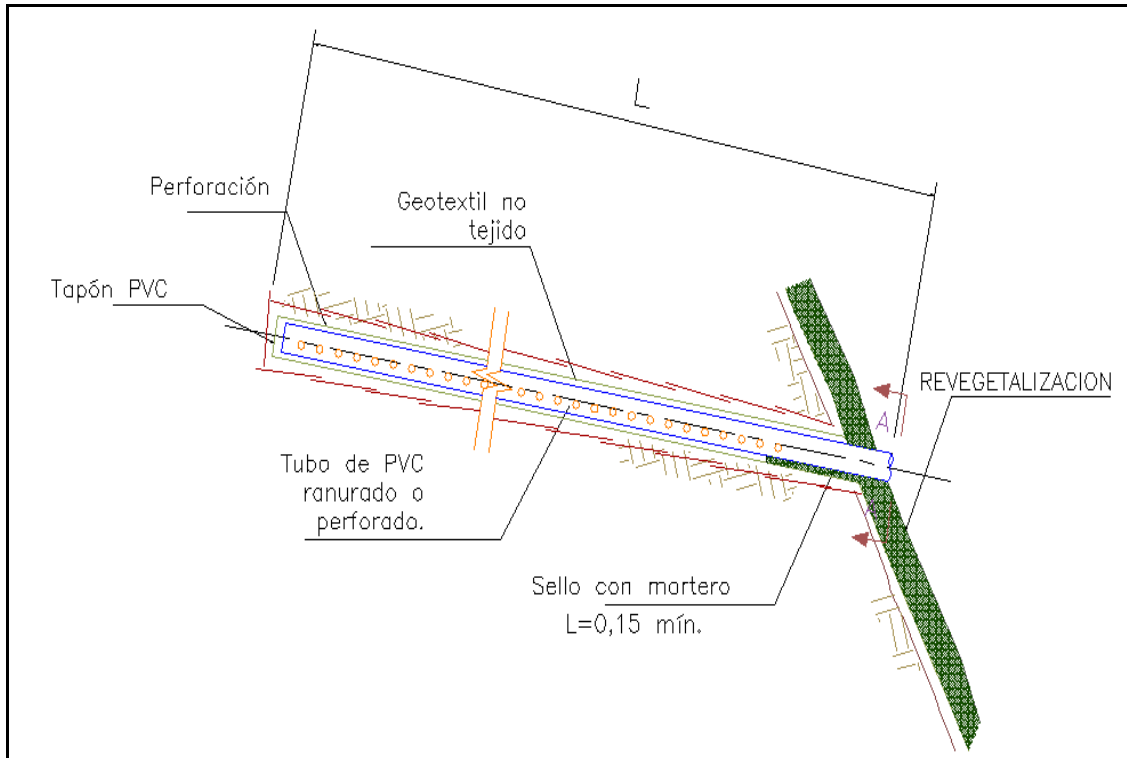 L
Perforación
Geotextil no
tejido
Tapón PVC
REVEGETALIZACION
A
Tubo de PVC
ranurado o
perforado.
A
Sello con mortero
L=0,15 mín.